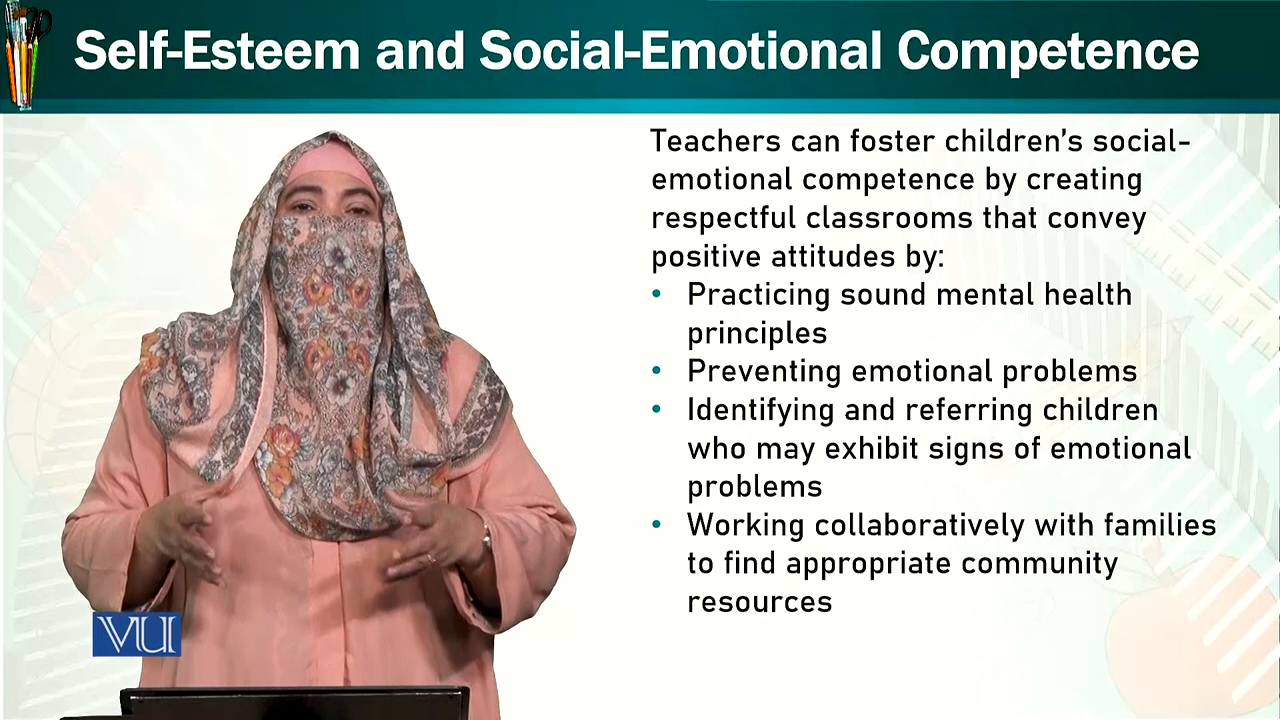 Self-Esteem and Social-Emotional Competence
Teachers can foster children’s social-
emotional competence by creating
respectful classrooms that convey
positive attitudes by:
• Practicing sound mental health
principles
• Preventing emotional problems
• Identifying and referring children
who may exhibit signs of emotional
problems
• Working collaboratively with families
to find appropriate community
resources
VU